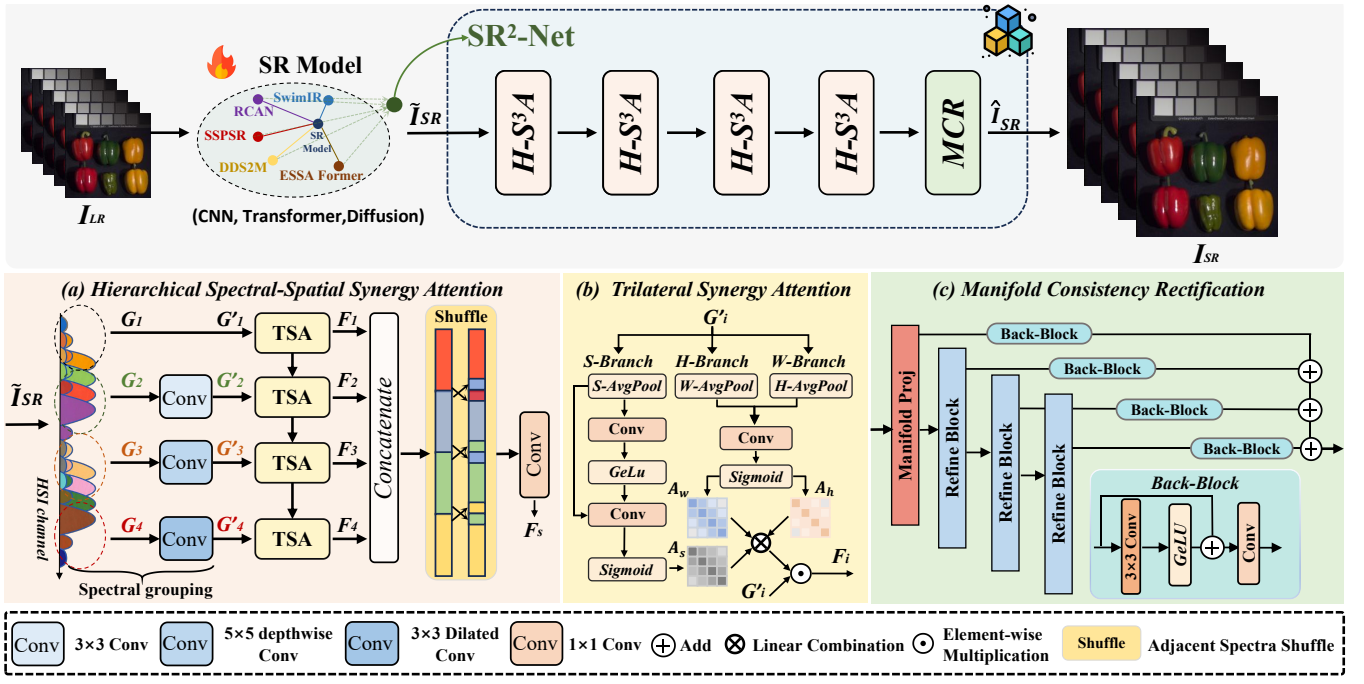 SR²-Net
SR Model
RCAN
SwimIR
SSPSR
SR
Model
DDS2M
ESSA Former
(CNN, Transformer,Diffusion)
I_LR
Ĩ_SR
H-S³A
H-S³A
H-S³A
H-S³A
MCR
Î_SR
I_SR
(a) Hierarchical Spectral-Spatial Synergy Attention
Ĩ_SR
HSI channel
G₁ G'₁ TSA F₁
G₂ Conv G'₂ TSA F₂
G₃ Conv G'₃ TSA F₃
G₄ Conv G'₄ TSA F₄
Spectral grouping
Concatenate
Shuffle
Conv
F_s
(b) Trilateral Synergy Attention
G'_i
S-Branch H-Branch W-Branch
S-AvgPool W-AvgPool H-AvgPool
Conv
GeLu
Conv
Sigmoid
Conv
Sigmoid
A_w A_h
A_s
G'_i
F_i
(c) Manifold Consistency Rectification
Manifold Proj
Refine Block
Refine Block
Refine Block
Back-Block
Back-Block
Back-Block
Back-Block
Back-Block
3×3 Conv
GeLU
Conv
Conv 3×3 Conv
Conv 5×5 depthwise
Conv
Conv 3×3 Dilated
Conv
Conv 1×1 Conv
Add
Linear Combination
Element-wise
Multiplication
Shuffle Adjacent Spectra Shuffle